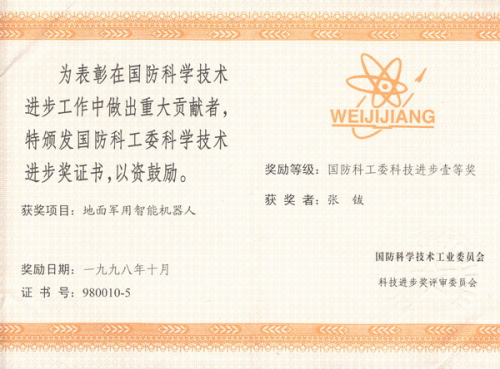 为表彰在国防科学技术
进步工作中做出重大贡献者，
特颁发国防科工委科学技术
进步奖证书，以资鼓励。
获奖项目：地面军用智能机器人
奖励日期：一九九八年十月
证书号：980010-5
WEIJIJIANG
奖励等级：国防科工委科技进步壹等奖
获奖者：张钹
国防科学技术工业委员会
科技进步奖评审委员会